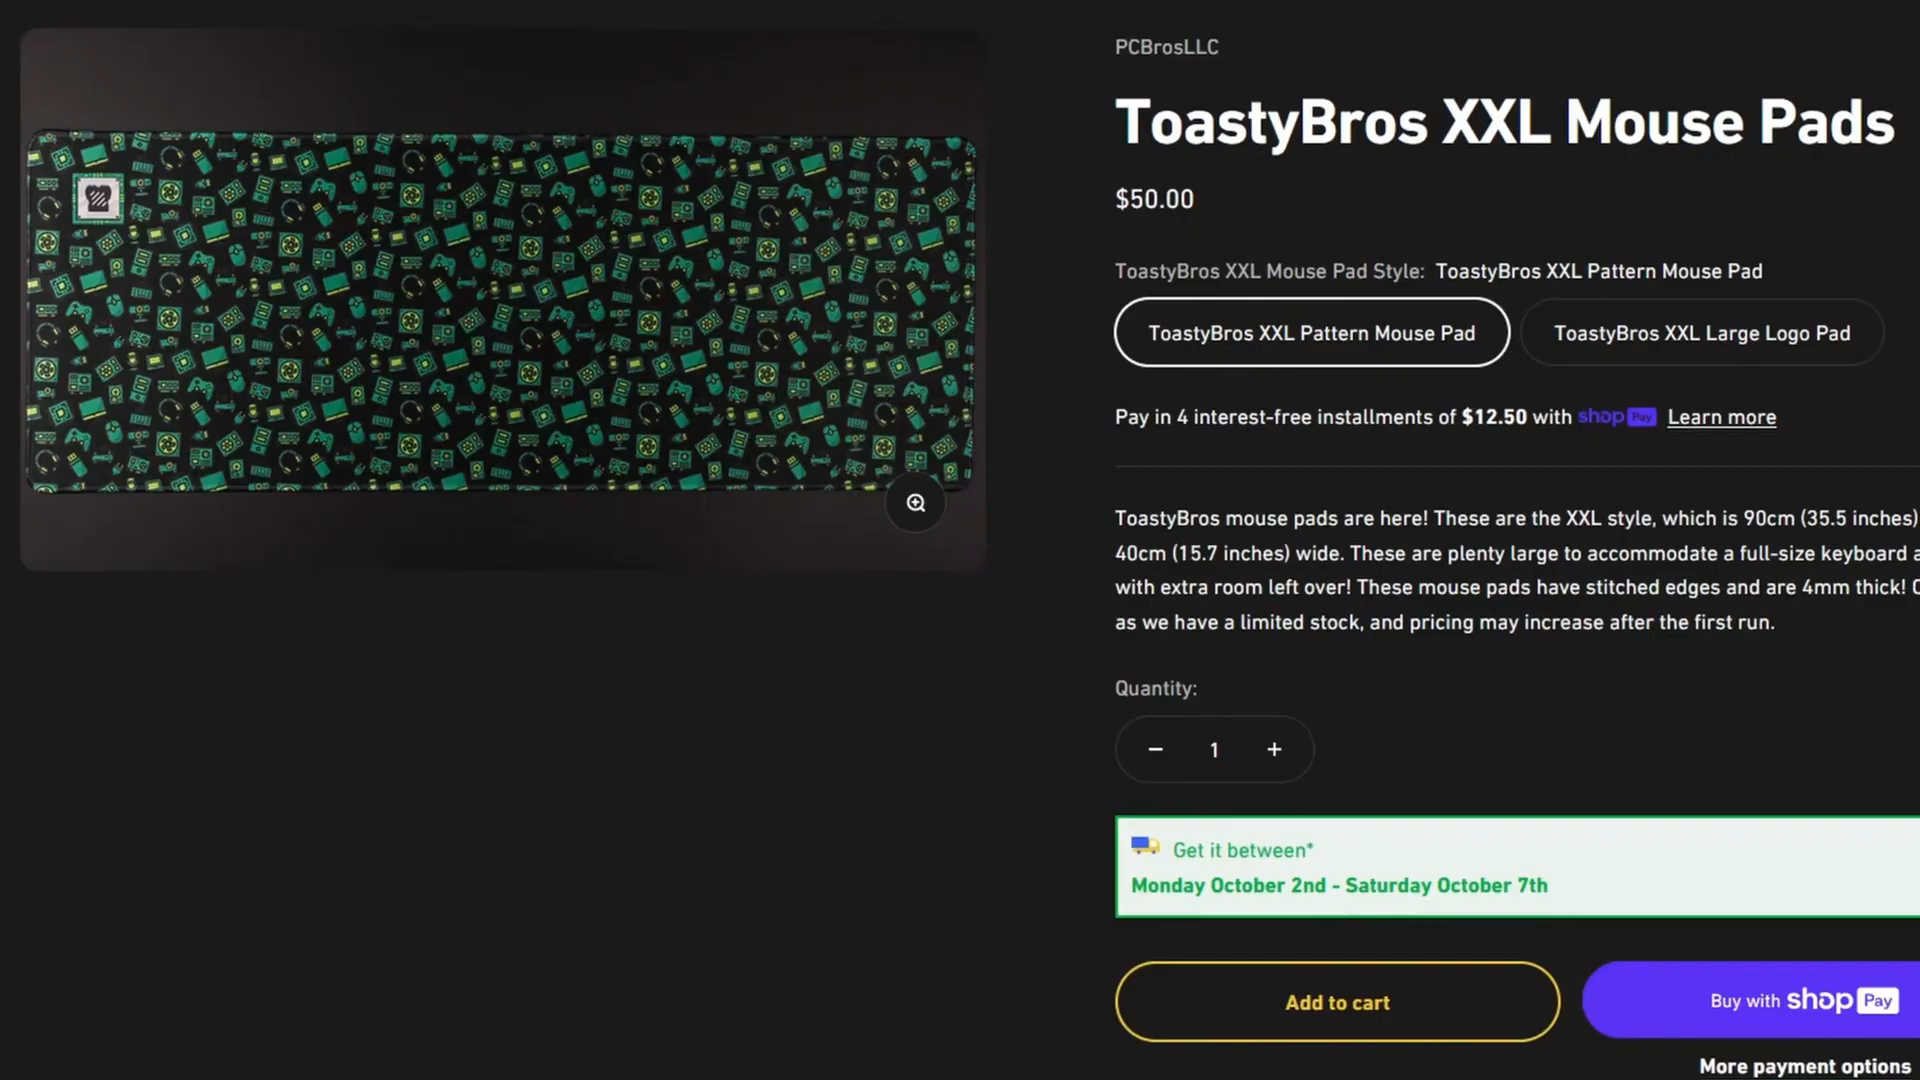 PCBrosLLC
ToastyBros XXL Mouse Pads
$50.00
ToastyBros XXL Mouse Pad Style: ToastyBros XXL Pattern Mouse Pad
ToastyBros XXL Pattern Mouse Pad
ToastyBros XXL Large Logo Pad
Pay in 4 interest-free installments of $12.50 with shop Pay Learn more
ToastyBros mouse pads are here! These are the XXL style, which is 90cm (35.5 inches)
40cm (15.7 inches) wide. These are plenty large to accommodate a full-size keyboard
with extra room left over! These mouse pads have stitched edges and are 4mm thick!
as we have a limited stock, and pricing may increase after the first run.
Quantity:
− 1 +
Get it between*
Monday October 2nd - Saturday October 7th
Add to cart
Buy with shop Pay
More payment options